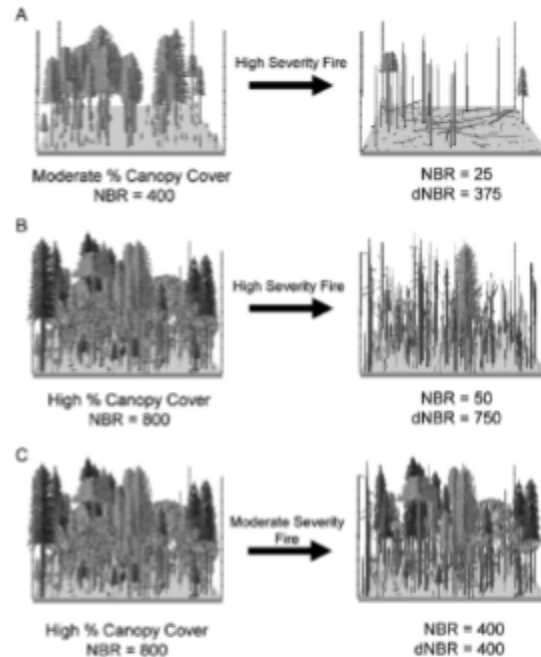 A
High Severity Fire
Moderate % Canopy Cover
NBR = 400
NBR = 25
dNBR = 375
B
High Severity Fire
High % Canopy Cover
NBR = 800
NBR = 50
dNBR = 750
C
Moderate Severity
Fire
High % Canopy Cover
NBR = 800
NBR = 400
dNBR = 400